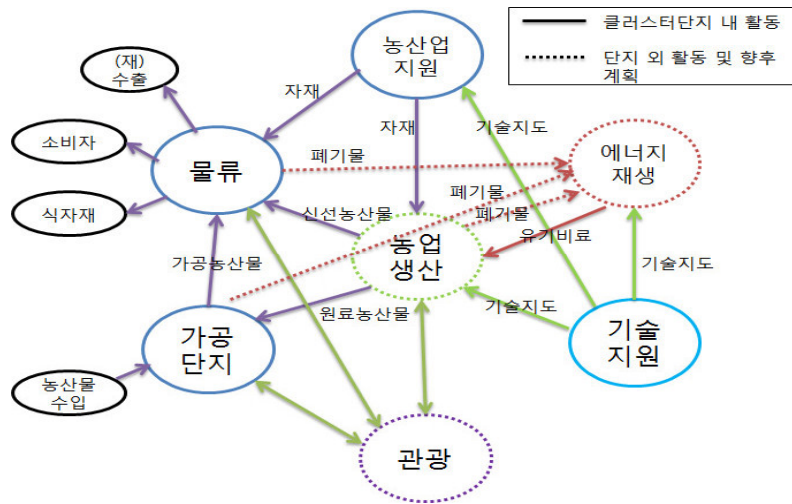 클러스터단지 내 활동
단지 외 활동 및 향후
계획
농산업
지원
(재)
수출
자재
자재
기술지도
소비자
물류
폐기물
에너지
재생
폐기물
식자재
신선농산물
폐기물
농업
생산
유기비료
가공농산물
기술지도
원료농산물
기술지도
가공
단지
기술
지원
농산물
수입
관광